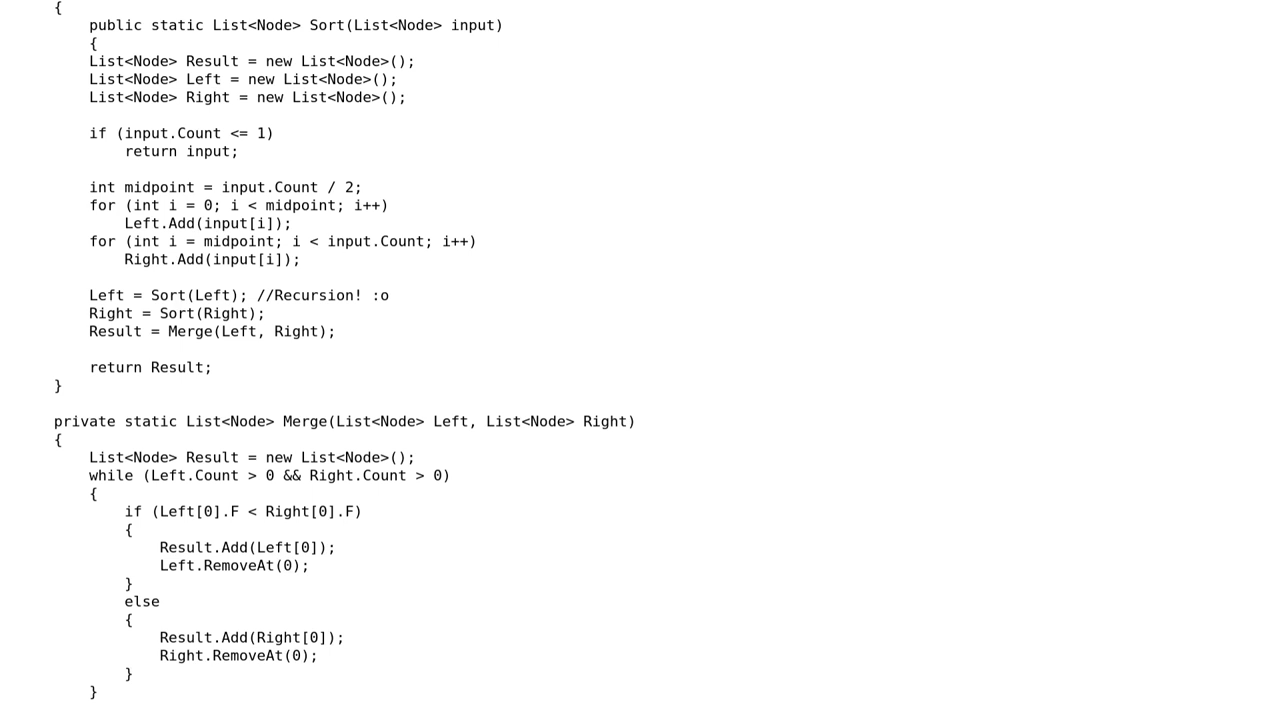 {
public static List<Node> Sort(List<Node> input)
{
List<Node> Result = new List<Node>();
List<Node> Left = new List<Node>();
List<Node> Right = new List<Node>();
if (input.Count <= 1)
return input;
int midpoint = input.Count / 2;
for (int i = 0; i < midpoint; i++)
Left.Add(input[i]);
for (int i = midpoint; i < input.Count; i++)
Right.Add(input[i]);
Left = Sort(Left); //Recursion! :o
Right = Sort(Right);
Result = Merge(Left, Right);
return Result;
}
private static List<Node> Merge(List<Node> Left, List<Node> Right)
{
List<Node> Result = new List<Node>();
while (Left.Count > 0 && Right.Count > 0)
{
if (Left[0].F < Right[0].F)
{
Result.Add(Left[0]);
Left.RemoveAt(0);
}
else
{
Result.Add(Right[0]);
Right.RemoveAt(0);
}
}